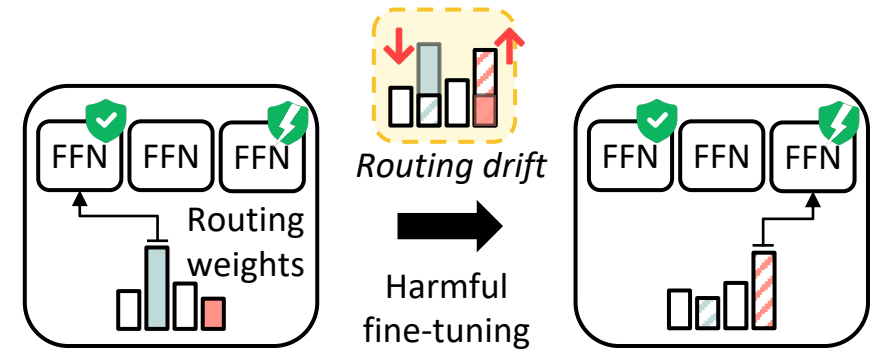 FFN FFN FFN
Routing
weights
Routing drift
Harmful
fine-tuning
FFN FFN FFN